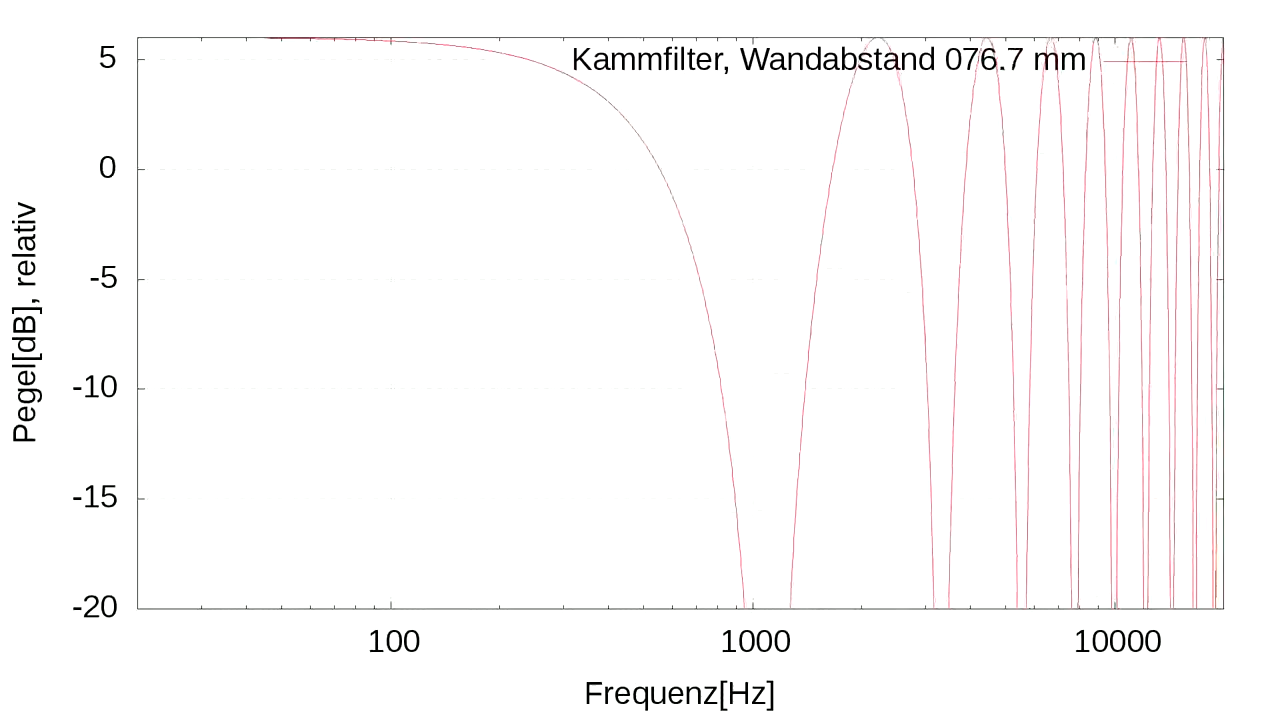 Kammfilter, Wandabstand 076.7 mm
5
0
-5
-10
-15
-20
Pegel[dB], relativ
100 1000 10000
Frequenz[Hz]